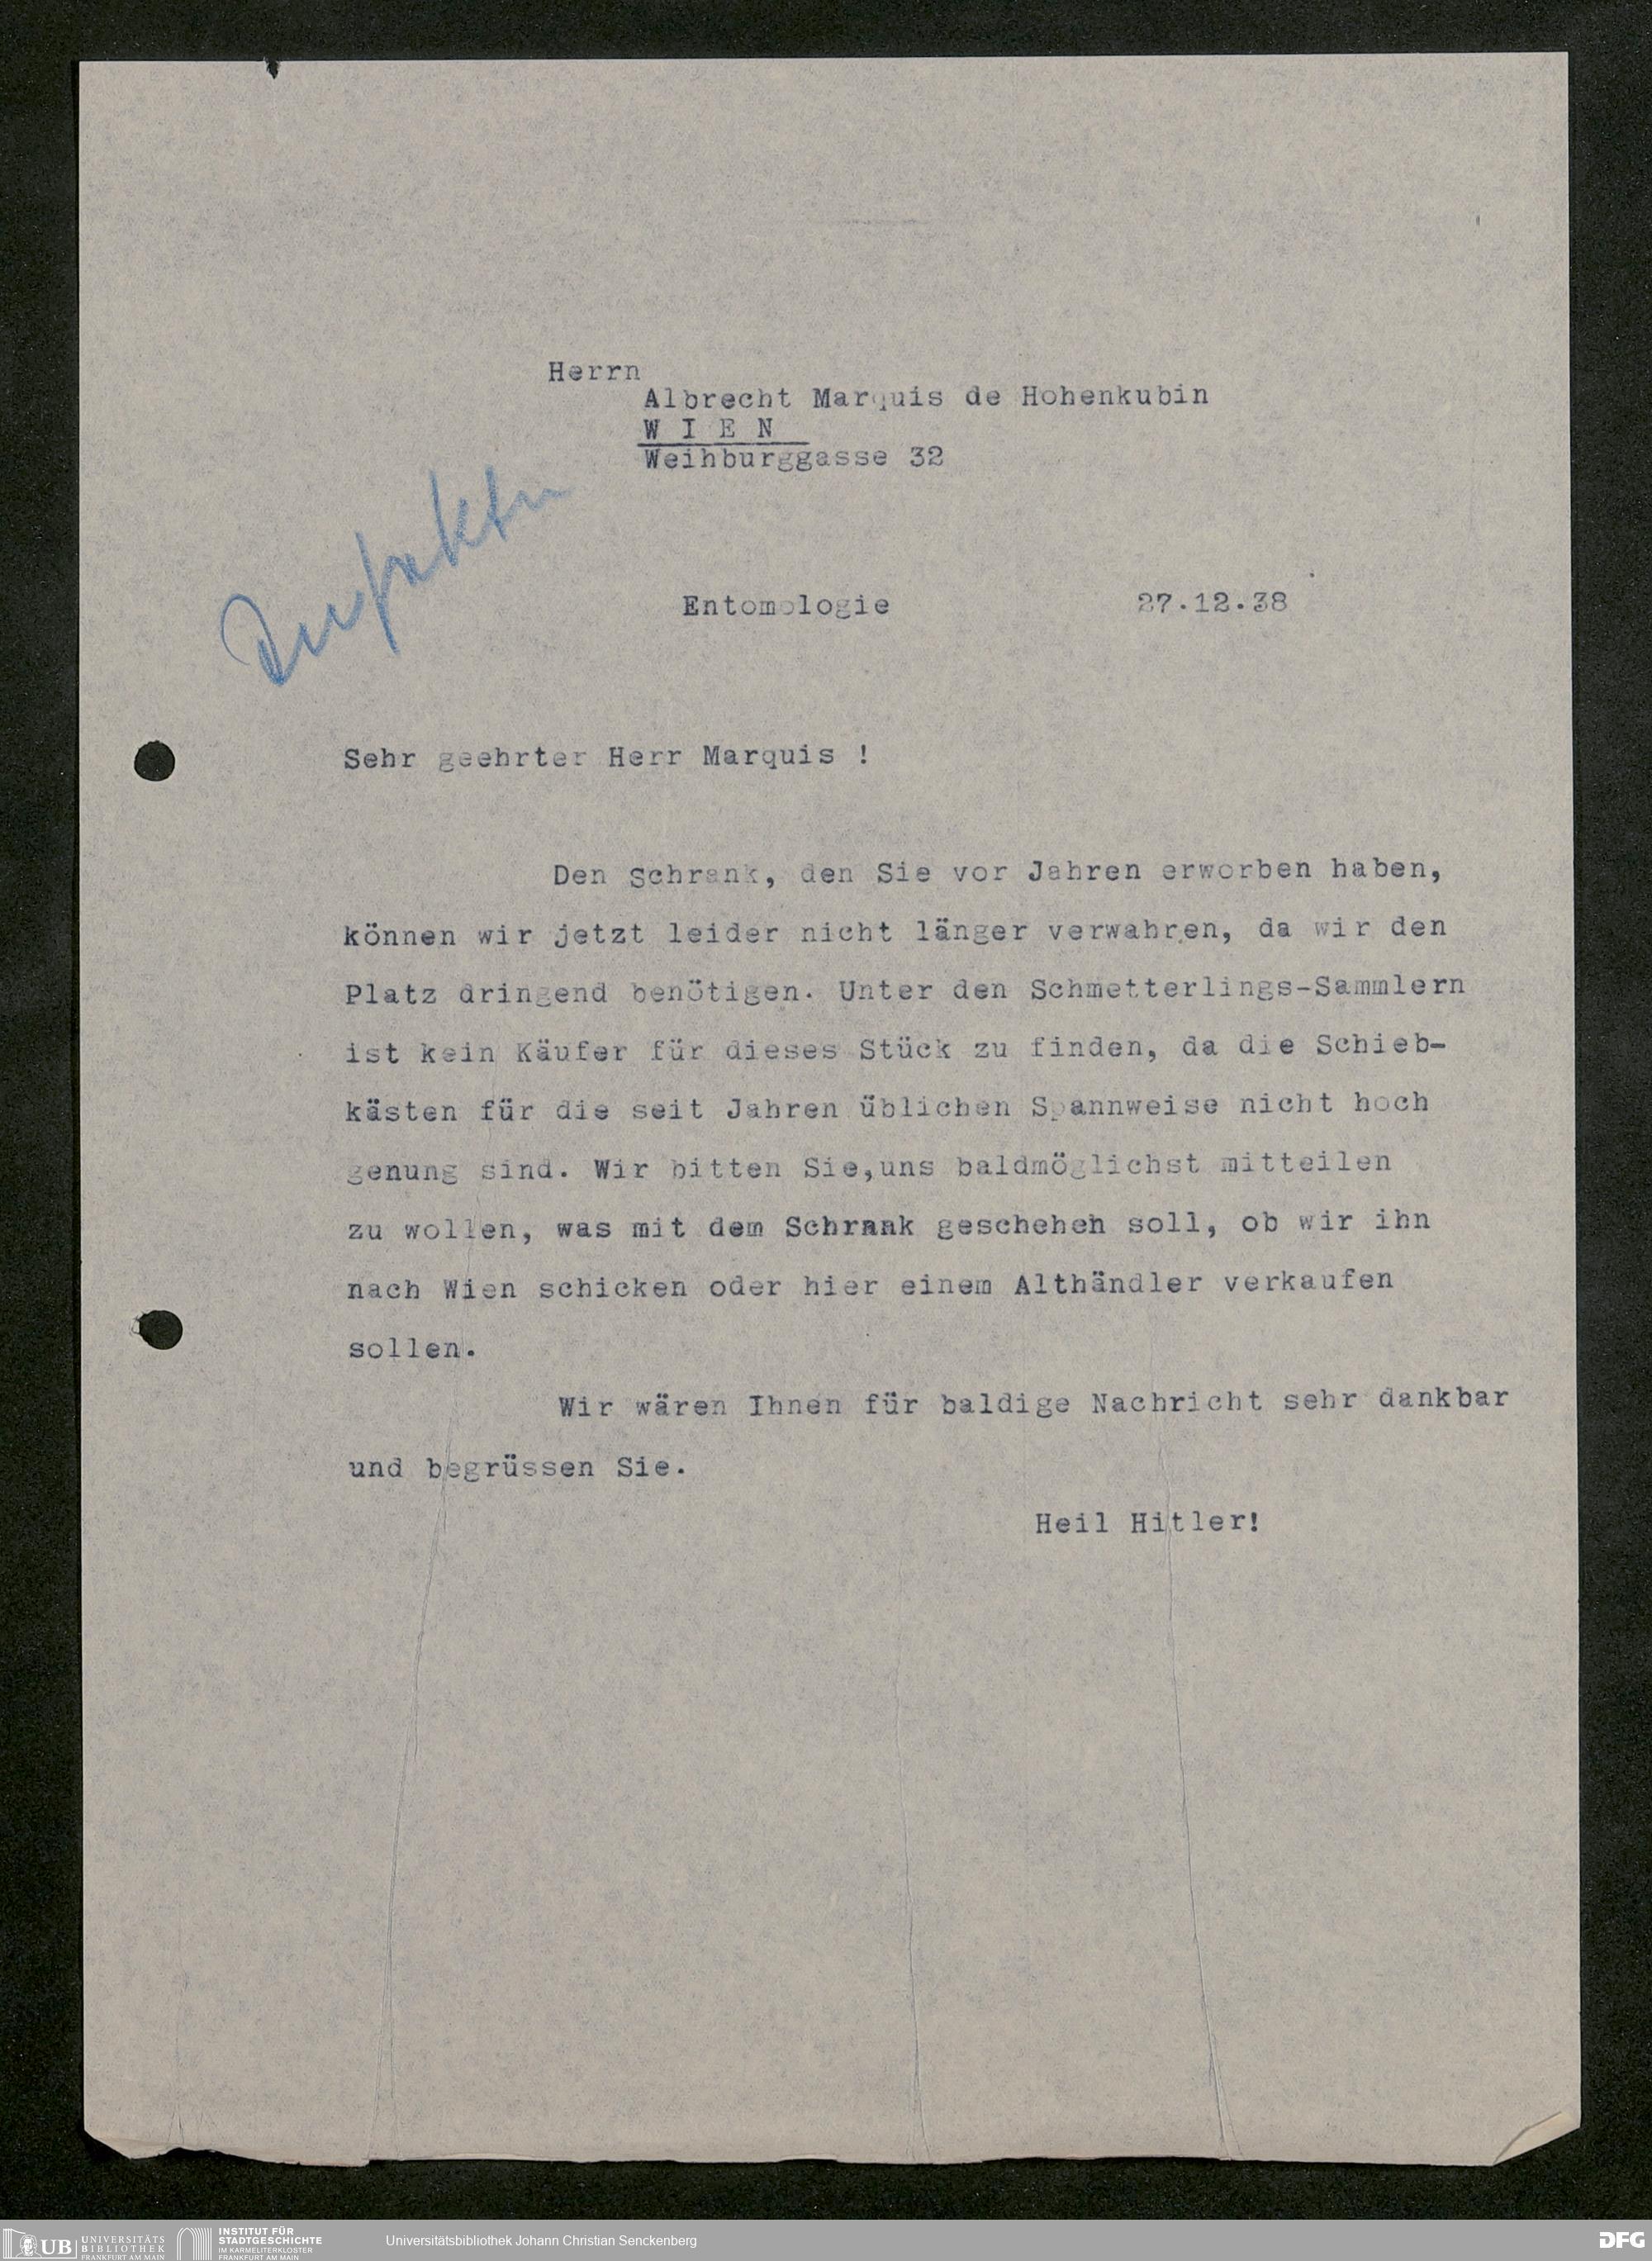 Herrn
Albrecht Marquis de Hohenkubin
W I E N
Weihburggasse 32
Entomologie 27.12.38
Sehr geehrter Herr Marquis !
Den Schrank, den Sie vor Jahren erworben haben,
können wir jetzt leider nicht länger verwahren, da wir den
Platz dringend benötigen. Unter den Schmetterlings-Sammlern
ist kein Käufer für dieses Stück zu finden, da die Schieb-
kästen für die seit Jahren üblichen Spannweise nicht hoch
genung sind. Wir bitten Sie,uns baldmöglichst mitteilen
zu wollen, was mit dem Schrank geschehen soll, ob wir ihn
nach Wien schicken oder hier einem Althändler verkaufen
sollen.
Wir wären Ihnen für baldige Nachricht sehr dankbar
und begrüssen Sie.
Heil Hitler!
UB UNIVERSITÄTS
BIBLIOTHEK
FRANKFURT AM MAIN
INSTITUT FÜR
STADTGESCHICHTE
IM KARMELITERKLOSTER
FRANKFURT AM MAIN
Universitätsbibliothek Johann Christian Senckenberg
DFG